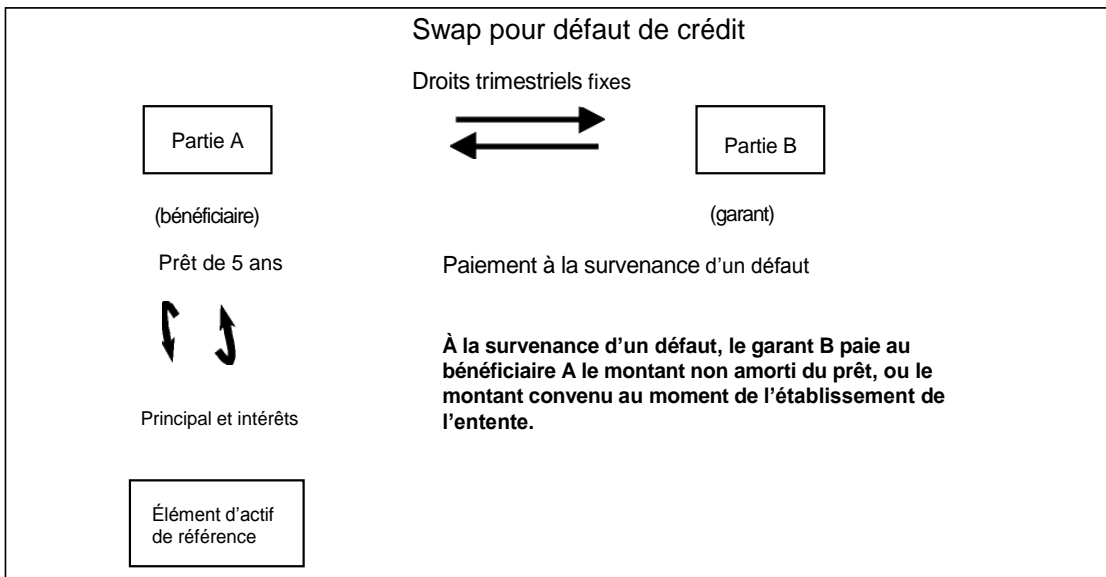 Swap pour défaut de crédit
Droits trimestriels fixes
Partie A
Partie B
(bénéficiaire)
(garant)
Prêt de 5 ans
Paiement à la survenance d'un défaut
À la survenance d'un défaut, le garant B paie au
bénéficiaire A le montant non amorti du prêt, ou le
montant convenu au moment de l'établissement de
l'entente.
Principal et intérêts
Élément d'actif
de référence